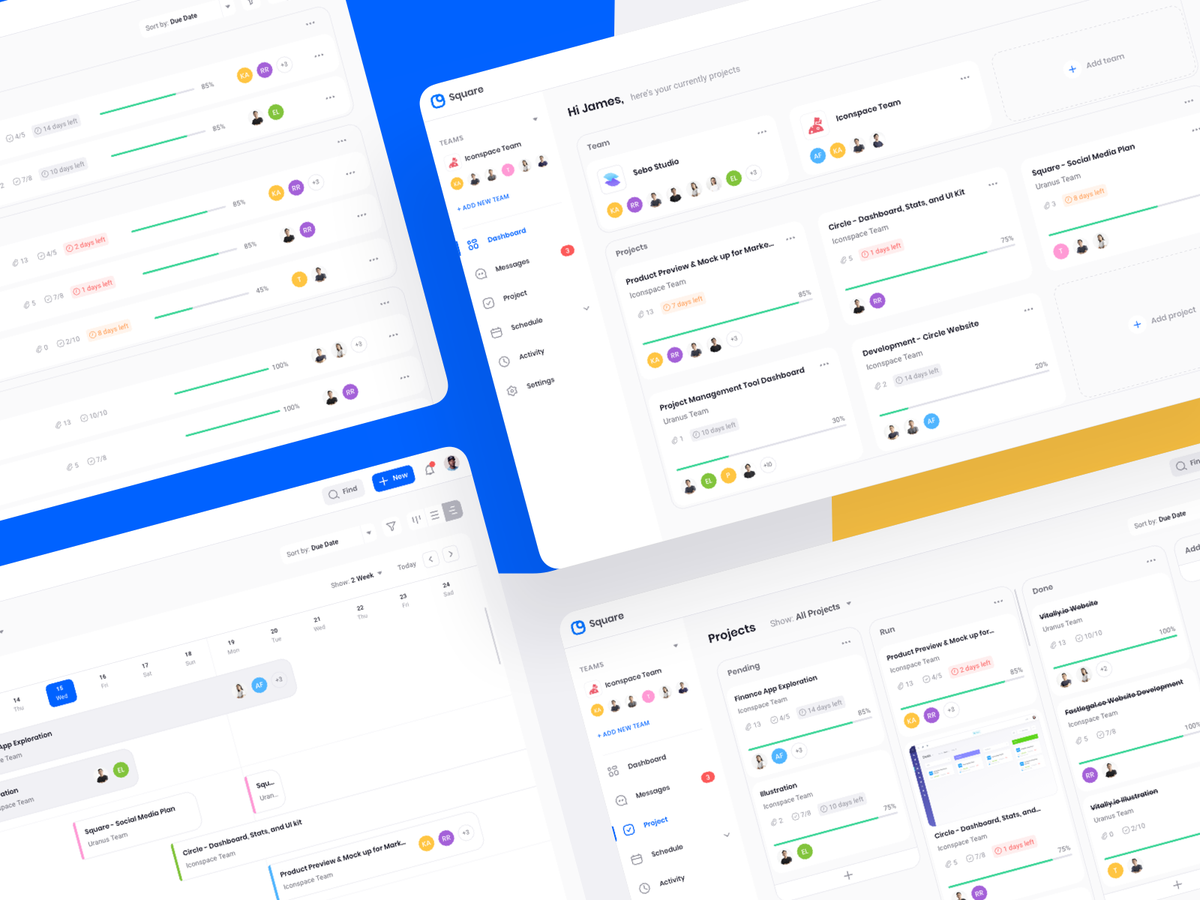 Sort by: Due Date
4/5
14 days left
85%
KA
RR
+3
7/8
10 days left
85%
EL
13
4/5
2 days left
85%
KA
RR
+3
5
7/8
1 days left
85%
RR
0
2/10
8 days left
45%
T
13
10/10
100%
+3
5
7/8
100%
RR
Square
TEAMS
Iconspace Team
KA
T
+ ADD NEW TEAM
Dashboard
Messages
3
Project
Schedule
Activity
Settings
Hi James, here's your currently projects
Team
Sebo Studio
KA
RR
EL
+3
Iconspace Team
AF
KA
Add team
Projects
Product Preview & Mock up for Marke...
Iconspace Team
13
7 days left
85%
KA
RR
+3
Circle - Dashboard, Stats, and UI Kit
Iconspace Team
5
1 days left
75%
RR
Square - Social Media Plan
Uranus Team
3
8 days left
T
Project Management Tool Dashboard
Uranus Team
1
10 days left
30%
EL
P
+10
Development - Circle Website
Iconspace Team
2
14 days left
20%
AF
Add project
Find
New
Sort by: Due Date
Show: 2 Week
Today
14
Thu
15
Wed
16
Fri
17
Sat
18
Sun
19
Mon
20
Tue
21
Wed
22
Thu
23
Fri
24
Sad
App Exploration
Team
AF
+3
ration
ce Team
EL
Square - Social Media Plan
Uranus Team
Squ...
Uran...
Circle - Dashboard, Stats, and UI kit
Iconspace Team
Product Preview & Mock up for Mark...
Iconspace Team
KA
RR
+3
Square
TEAMS
Iconspace Team
KA
T
+ ADD NEW TEAM
Dashboard
Messages
3
Project
Schedule
Activity
Projects
Show: All Projects
Find
Sort by: Due Date
Pending
Finance App Exploration
Iconspace Team
13
4/5
14 days left
85%
AF
+3
Illustration
Iconspace Team
2
7/8
10 days left
75%
EL
Run
Product Preview & Mock up for...
Iconspace Team
13
4/5
2 days left
85%
KA
RR
+3
Circle - Dashboard, Stats, and...
Iconspace Team
5
7/8
1 days left
75%
RR
Done
Vitally.io Website
Uranus Team
13
10/10
100%
+3
Fastlegal.co Website Development
Iconspace Team
5
7/8
100%
RR
Vitally.io Illustration
Iconspace Team
0
2/10
T
Add